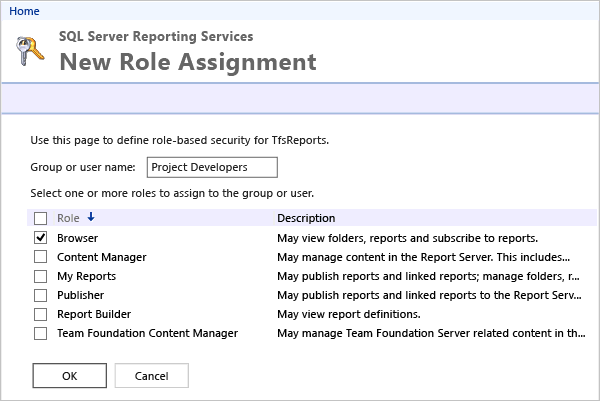 Home
SQL Server Reporting Services
New Role Assignment
Use this page to define role-based security for TfsReports.
Group or user name: Project Developers
Select one or more roles to assign to the group or user.
Role Description
Browser May view folders, reports and subscribe to reports.
Content Manager May manage content in the Report Server. This includes...
My Reports May publish reports and linked reports; manage folders, r...
Publisher May publish reports and linked reports to the Report Serv...
Report Builder May view report definitions.
Team Foundation Content Manager May manage Team Foundation Server related content in th...
OK Cancel